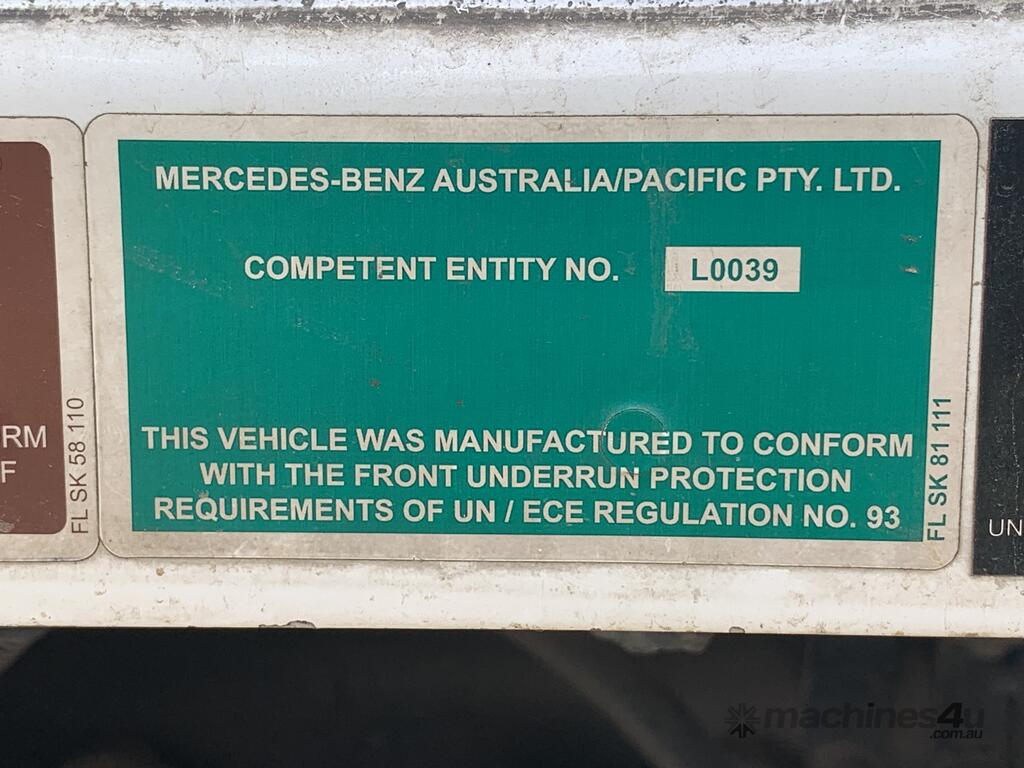 MERCEDES-BENZ AUSTRALIA/PACIFIC PTY. LTD.
COMPETENT ENTITY NO. L0039
THIS VEHICLE WAS MANUFACTURED TO CONFORM
WITH THE FRONT UNDERRUN PROTECTION
REQUIREMENTS OF UN / ECE REGULATION NO. 93
FL SK 81 111
RM
F
FL SK 58 110
UN
machines4u
.com.au